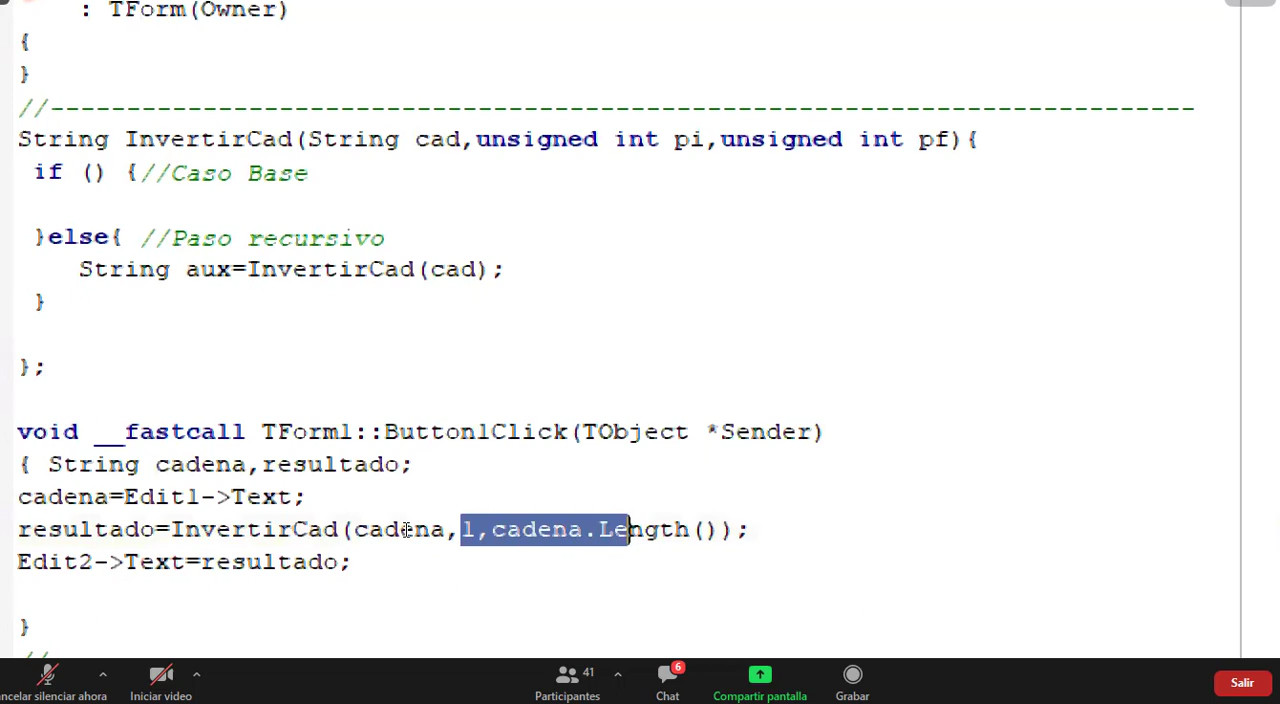 : TForm(Owner)
{
}
//---------------------------------------------------------------------------
String InvertirCad(String cad,unsigned int pi,unsigned int pf){
if () {//Caso Base
}else{ //Paso recursivo
String aux=InvertirCad(cad);
}
};
void __fastcall TForm1::Button1Click(TObject *Sender)
{ String cadena,resultado;
cadena=Edit1->Text;
resultado=InvertirCad(cadena,1,cadena.Length());
Edit2->Text=resultado;
}
//
ancelar silenciar ahora
Iniciar video
41
Participantes
6
Chat
Compartir pantalla
Grabar
Salir